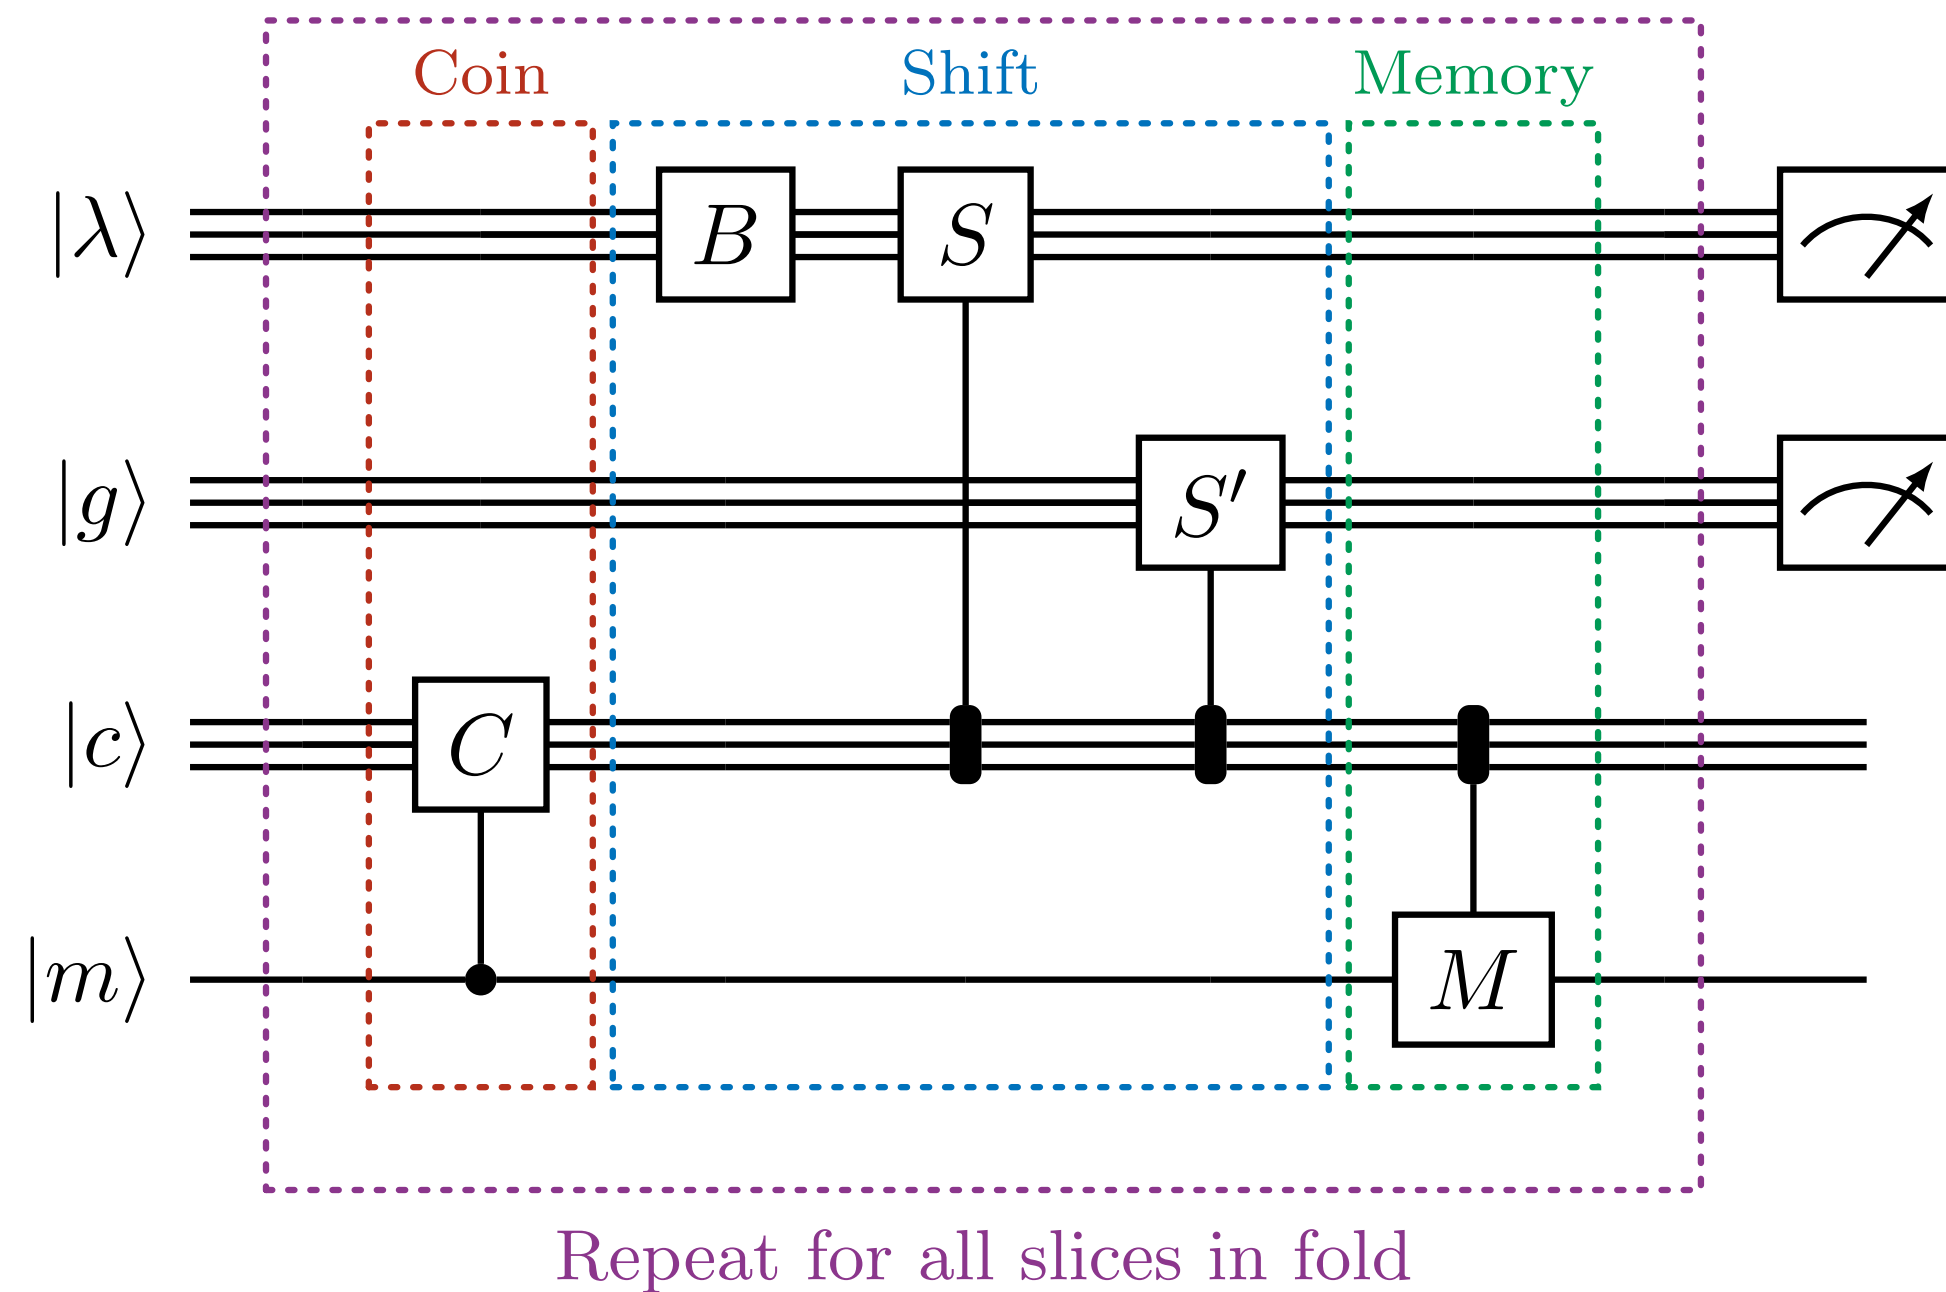 Coin Shift Memory
|λ⟩ B S
|g⟩ S′
|c⟩ C
|m⟩ M
Repeat for all slices in fold